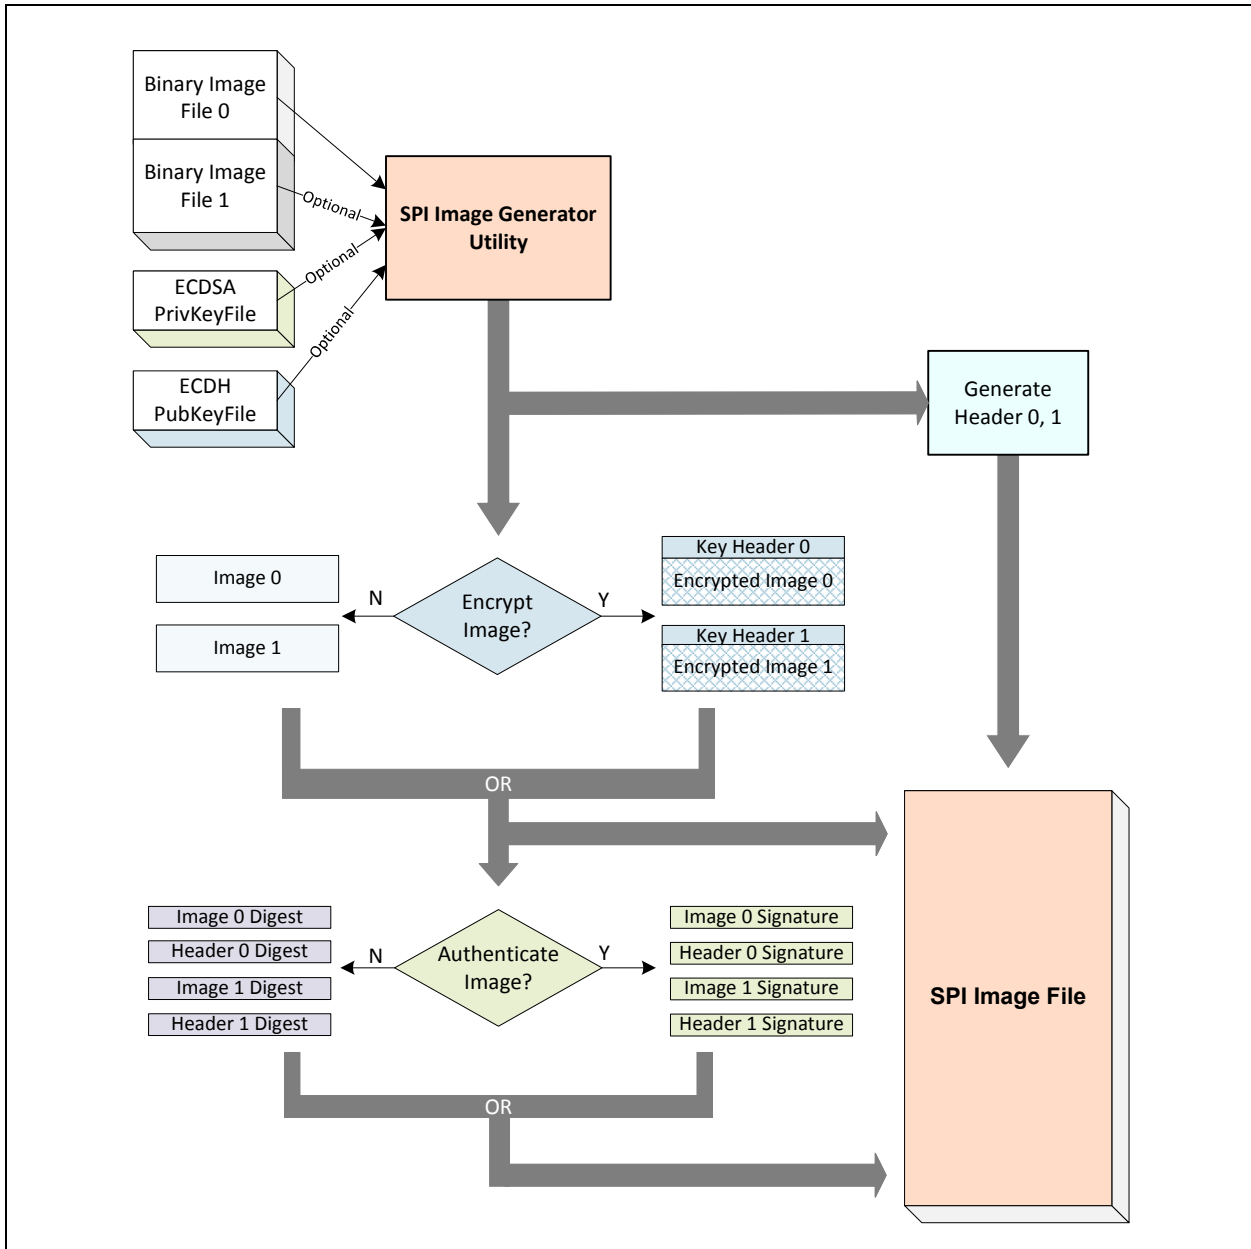 Binary Image
File 0
Binary Image
File 1
Optional
SPI Image Generator
Utility
ECDSA
PrivKeyFile
Optional
ECDH
PubKeyFile
Optional
Generate
Header 0, 1
Image 0
Image 1
N
Encrypt
Image?
Y
Key Header 0
Encrypted Image 0
Key Header 1
Encrypted Image 1
OR
Image 0 Digest
Header 0 Digest
Image 1 Digest
Header 1 Digest
N
Authenticate
Image?
Y
Image 0 Signature
Header 0 Signature
Image 1 Signature
Header 1 Signature
SPI Image File
OR